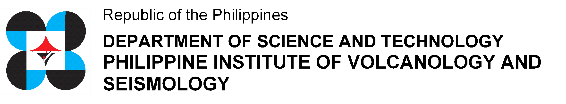 Republic of the Philippines
DEPARTMENT OF SCIENCE AND TECHNOLOGY
PHILIPPINE INSTITUTE OF VOLCANOLOGY AND
SEISMOLOGY